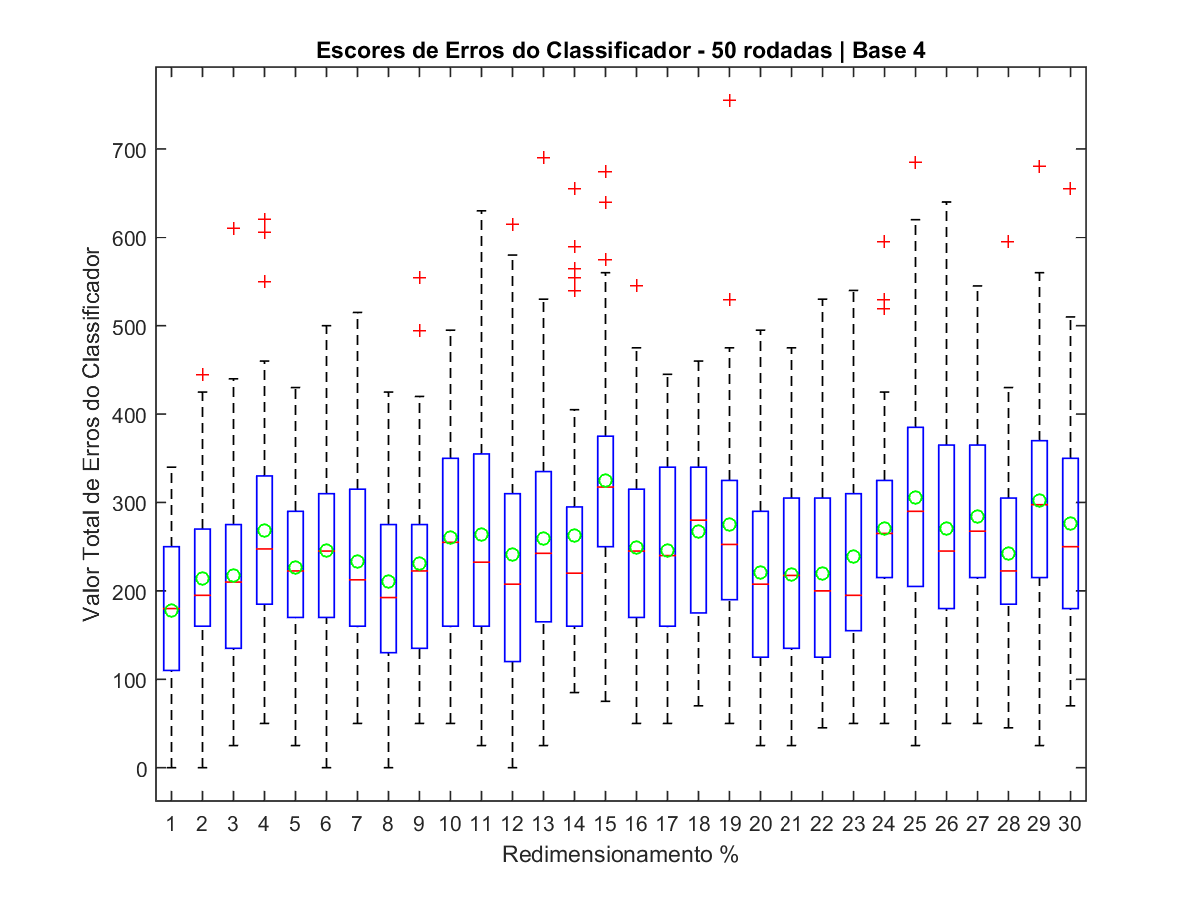 Escores de Erros do Classificador - 50 rodadas | Base 4
Valor Total de Erros do Classificador
700
600
500
400
300
200
100
0
1 2 3 4 5 6 7 8 9 10 11 12 13 14 15 16 17 18 19 20 21 22 23 24 25 26 27 28 29 30
Redimensionamento %